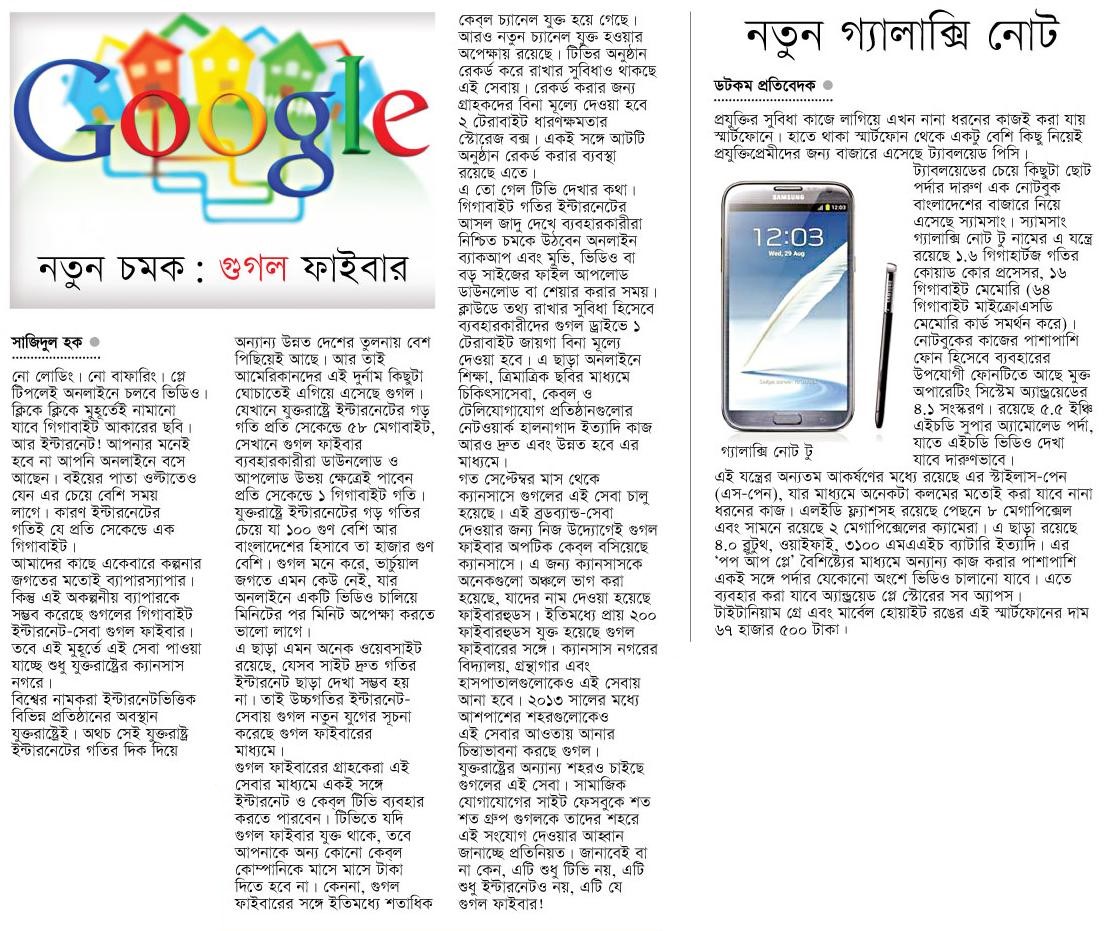 Google
নতুন চমক : গুগল ফাইবার
সাজিদুল হক
নো লোডিং। নো বাফারিং। প্লে
টিপলেই অনলাইনে চলবে ভিডিও।
ক্লিকে ক্লিকে মুহূর্তেই নামানো
যাবে গিগাবাইট আকারের ছবি।
আর ইন্টারনেট! আপনার মনেই
হবে না আপনি অনলাইনে বসে
আছেন। বইয়ের পাতা ওল্টাতেও
যেন এর চেয়ে বেশি সময়
লাগে। কারণ ইন্টারনেটের
গতিই যে প্রতি সেকেন্ডে এক
গিগাবাইট।
আমাদের কাছে একেবারে কল্পনার
জগতের মতোই ব্যাপারস্যাপার।
কিন্তু এই অকল্পনীয় ব্যাপারকে
সম্ভব করেছে গুগলের গিগাবাইট
ইন্টারনেট-সেবা গুগল ফাইবার।
তবে এই মুহূর্তে এই সেবা পাওয়া
যাচ্ছে শুধু যুক্তরাষ্ট্রের ক্যানসাস
নগরে।
বিশ্বের নামকরা ইন্টারনেটভিত্তিক
বিভিন্ন প্রতিষ্ঠানের অবস্থান
যুক্তরাষ্ট্রেই। অথচ সেই যুক্তরাষ্ট্র
ইন্টারনেটের গতির দিক দিয়ে
অন্যান্য উন্নত দেশের তুলনায় বেশ
পিছিয়েই আছে। আর তাই
আমেরিকানদের এই দুর্নাম কিছুটা
ঘোচাতেই এগিয়ে এসেছে গুগল।
যেখানে যুক্তরাষ্ট্রে ইন্টারনেটের গড়
গতি প্রতি সেকেন্ডে ৫৮ মেগাবাইট,
সেখানে গুগল ফাইবার
ব্যবহারকারীরা ডাউনলোড ও
আপলোড উভয় ক্ষেত্রেই পাবেন
প্রতি সেকেন্ডে ১ গিগাবাইট গতি।
যুক্তরাষ্ট্রে ইন্টারনেটের গড় গতির
চেয়ে যা ১০০ গুণ বেশি আর
বাংলাদেশের হিসাবে তা হাজার গুণ
বেশি। গুগল মনে করে, ভার্চুয়াল
জগতে এমন কেউ নেই, যার
অনলাইনে একটি ভিডিও চালিয়ে
মিনিটের পর মিনিট অপেক্ষা করতে
ভালো লাগে।
এ ছাড়া এমন অনেক ওয়েবসাইট
রয়েছে, যেসব সাইট দ্রুত গতির
ইন্টারনেট ছাড়া দেখা সম্ভব হয়
না। তাই উচ্চগতির ইন্টারনেট-
সেবায় গুগল নতুন যুগের সূচনা
করেছে গুগল ফাইবারের
মাধ্যমে।
গুগল ফাইবারের গ্রাহকেরা এই
সেবার মাধ্যমে একই সঙ্গে
ইন্টারনেট ও কেব্‌ল টিভি ব্যবহার
করতে পারবেন। টিভিতে যদি
গুগল ফাইবার যুক্ত থাকে, তবে
আপনাকে অন্য কোনো কেব্‌ল
কোম্পানিকে মাসে মাসে টাকা
দিতে হবে না। কেননা, গুগল
ফাইবারের সঙ্গে ইতিমধ্যে শতাধিক
কেব্‌ল চ্যানেল যুক্ত হয়ে গেছে।
আরও নতুন চ্যানেল যুক্ত হওয়ার
অপেক্ষায় রয়েছে। টিভির অনুষ্ঠান
রেকর্ড করে রাখার সুবিধাও থাকছে
এই সেবায়। রেকর্ড করার জন্য
গ্রাহকদের বিনা মূল্যে দেওয়া হবে
২ টেরাবাইট ধারণক্ষমতার
স্টোরেজ বক্স। একই সঙ্গে আটটি
অনুষ্ঠান রেকর্ড করার ব্যবস্থা
রয়েছে এতে।
এ তো গেল টিভি দেখার কথা।
গিগাবাইট গতির ইন্টারনেটের
আসল জাদু দেখে ব্যবহারকারীরা
নিশ্চিত চমকে উঠবেন অনলাইন
ব্যাকআপ এবং মুভি, ভিডিও বা
বড় সাইজের ফাইল আপলোড
ডাউনলোড বা শেয়ার করার সময়।
ক্লাউডে তথ্য রাখার সুবিধা হিসেবে
ব্যবহারকারীদের গুগল ড্রাইভে ১
টেরাবাইট জায়গা বিনা মূল্যে
দেওয়া হবে। এ ছাড়া অনলাইনে
শিক্ষা, ত্রিমাত্রিক ছবির মাধ্যমে
চিকিৎসাসেবা, কেব্‌ল ও
টেলিযোগাযোগ প্রতিষ্ঠানগুলোর
নেটওয়ার্ক হালনাগাদ ইত্যাদি কাজ
আরও দ্রুত এবং উন্নত হবে এর
মাধ্যমে।
গত সেপ্টেম্বর মাস থেকে
ক্যানসাসে গুগলের এই সেবা চালু
হয়েছে। এই ব্রডব্যান্ড-সেবা
দেওয়ার জন্য নিজ উদ্যোগেই গুগল
ফাইবার অপটিক কেব্‌ল বসিয়েছে
ক্যানসাসে। এ জন্য ক্যানসাসকে
অনেকগুলো অঞ্চলে ভাগ করা
হয়েছে, যাদের নাম দেওয়া হয়েছে
ফাইবারহুডস। ইতিমধ্যে প্রায় ২০০
ফাইবারহুডস যুক্ত হয়েছে গুগল
ফাইবারের সঙ্গে। ক্যানসাস নগরের
বিদ্যালয়, গ্রন্থাগার এবং
হাসপাতালগুলোকেও এই সেবায়
আনা হবে। ২০১৩ সালের মধ্যে
আশপাশের শহরগুলোকেও
এই সেবার আওতায় আনার
চিন্তাভাবনা করছে গুগল।
যুক্তরাষ্ট্রের অন্যান্য শহরও চাইছে
গুগলের এই সেবা। সামাজিক
যোগাযোগের সাইট ফেসবুকে শত
শত গ্রুপ গুগলকে তাদের শহরে
এই সংযোগ দেওয়ার আহ্বান
জানাচ্ছে প্রতিনিয়ত। জানাবেই বা
না কেন, এটি শুধু টিভি নয়, এটি
শুধু ইন্টারনেটও নয়, এটি যে
গুগল ফাইবার!
নতুন গ্যালাক্সি নোট
ডটকম প্রতিবেদক
প্রযুক্তির সুবিধা কাজে লাগিয়ে এখন নানা ধরনের কাজই করা যায়
স্মার্টফোনে। হাতে থাকা স্মার্টফোন থেকে একটু বেশি কিছু নিয়েই
প্রযুক্তিপ্রেমীদের জন্য বাজারে এসেছে ট্যাবলয়েড পিসি।
ট্যাবলয়েডের চেয়ে কিছুটা ছোট
পর্দার দারুণ এক নোটবুক
বাংলাদেশের বাজারে নিয়ে
এসেছে স্যামসাং। স্যামসাং
গ্যালাক্সি নোট টু নামের এ যন্ত্রে
রয়েছে ১.৬ গিগাহার্টজ গতির
কোয়াড কোর প্রসেসর, ১৬
গিগাবাইট মেমোরি (৬৪
গিগাবাইট মাইক্রোএসডি
মেমোরি কার্ড সমর্থন করে)।
নোটবুকের কাজের পাশাপাশি
ফোন হিসেবে ব্যবহারের
উপযোগী ফোনটিতে আছে মুক্ত
অপারেটিং সিস্টেম অ্যান্ড্রয়েডের
৪.১ সংস্করণ। রয়েছে ৫.৫ ইঞ্চি
এইচডি সুপার অ্যামোলেড পর্দা,
যাতে এইচডি ভিডিও দেখা
যাবে দারুণভাবে।
SAMSUNG
12:03
12:03
Wed, 29 Aug
গ্যালাক্সি নোট টু
এই যন্ত্রের অন্যতম আকর্ষণের মধ্যে রয়েছে এর স্টাইলাস-পেন
(এস-পেন), যার মাধ্যমে অনেকটা কলমের মতোই করা যাবে নানা
ধরনের কাজ। এলইডি ফ্ল্যাশসহ রয়েছে পেছনে ৮ মেগাপিক্সেল
এবং সামনে রয়েছে ২ মেগাপিক্সেলের ক্যামেরা। এ ছাড়া রয়েছে
৪.০ ব্লুটুথ, ওয়াইফাই, ৩১০০ এমএএইচ ব্যাটারি ইত্যাদি। এর
‘পপ আপ প্লে’ বৈশিষ্ট্যের মাধ্যমে অন্যান্য কাজ করার পাশাপাশি
একই সঙ্গে পর্দার যেকোনো অংশে ভিডিও চালানো যাবে। এতে
ব্যবহার করা যাবে অ্যান্ড্রয়েড প্লে স্টোরের সব অ্যাপস।
টাইটানিয়াম গ্রে এবং মার্বেল হোয়াইট রঙের এই স্মার্টফোনের দাম
৬৭ হাজার ৫০০ টাকা।